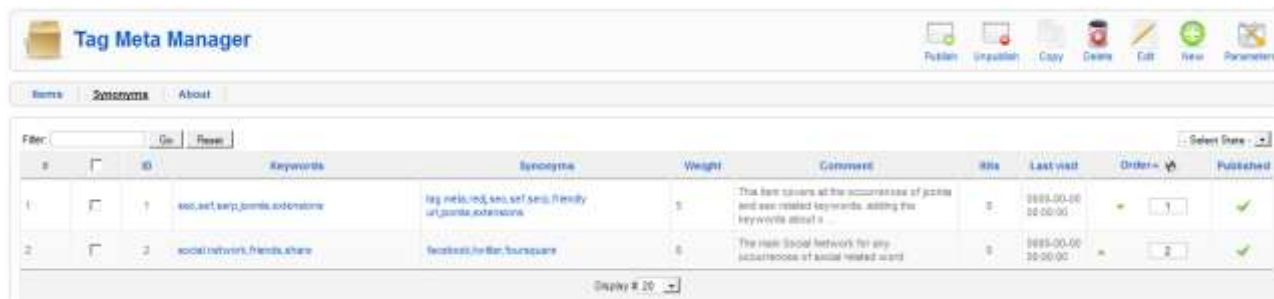 Tag Meta Manager
Publish Unpublish Copy Delete Edit New Parameters
Items Synonyms About
Filter: Go Reset - Select State -
# ID Keywords Synonyms Weight Comment Hits Last visit Order Published
1 1 seo,sef,serp,joomla,extensions tag meta,redj,seo,sef serp,friendly 5 This item covers all the occurrences of joomla 0 0000-00-00 1
url,joomla,extensions and seo related keywords, adding the 00:00:00
keywords about
2 2 social network,friends,share facebook,twitter,foursquare The main Social Network for any 0 0000-00-00 2
occurrences of social related word 00:00:00
Display # 20